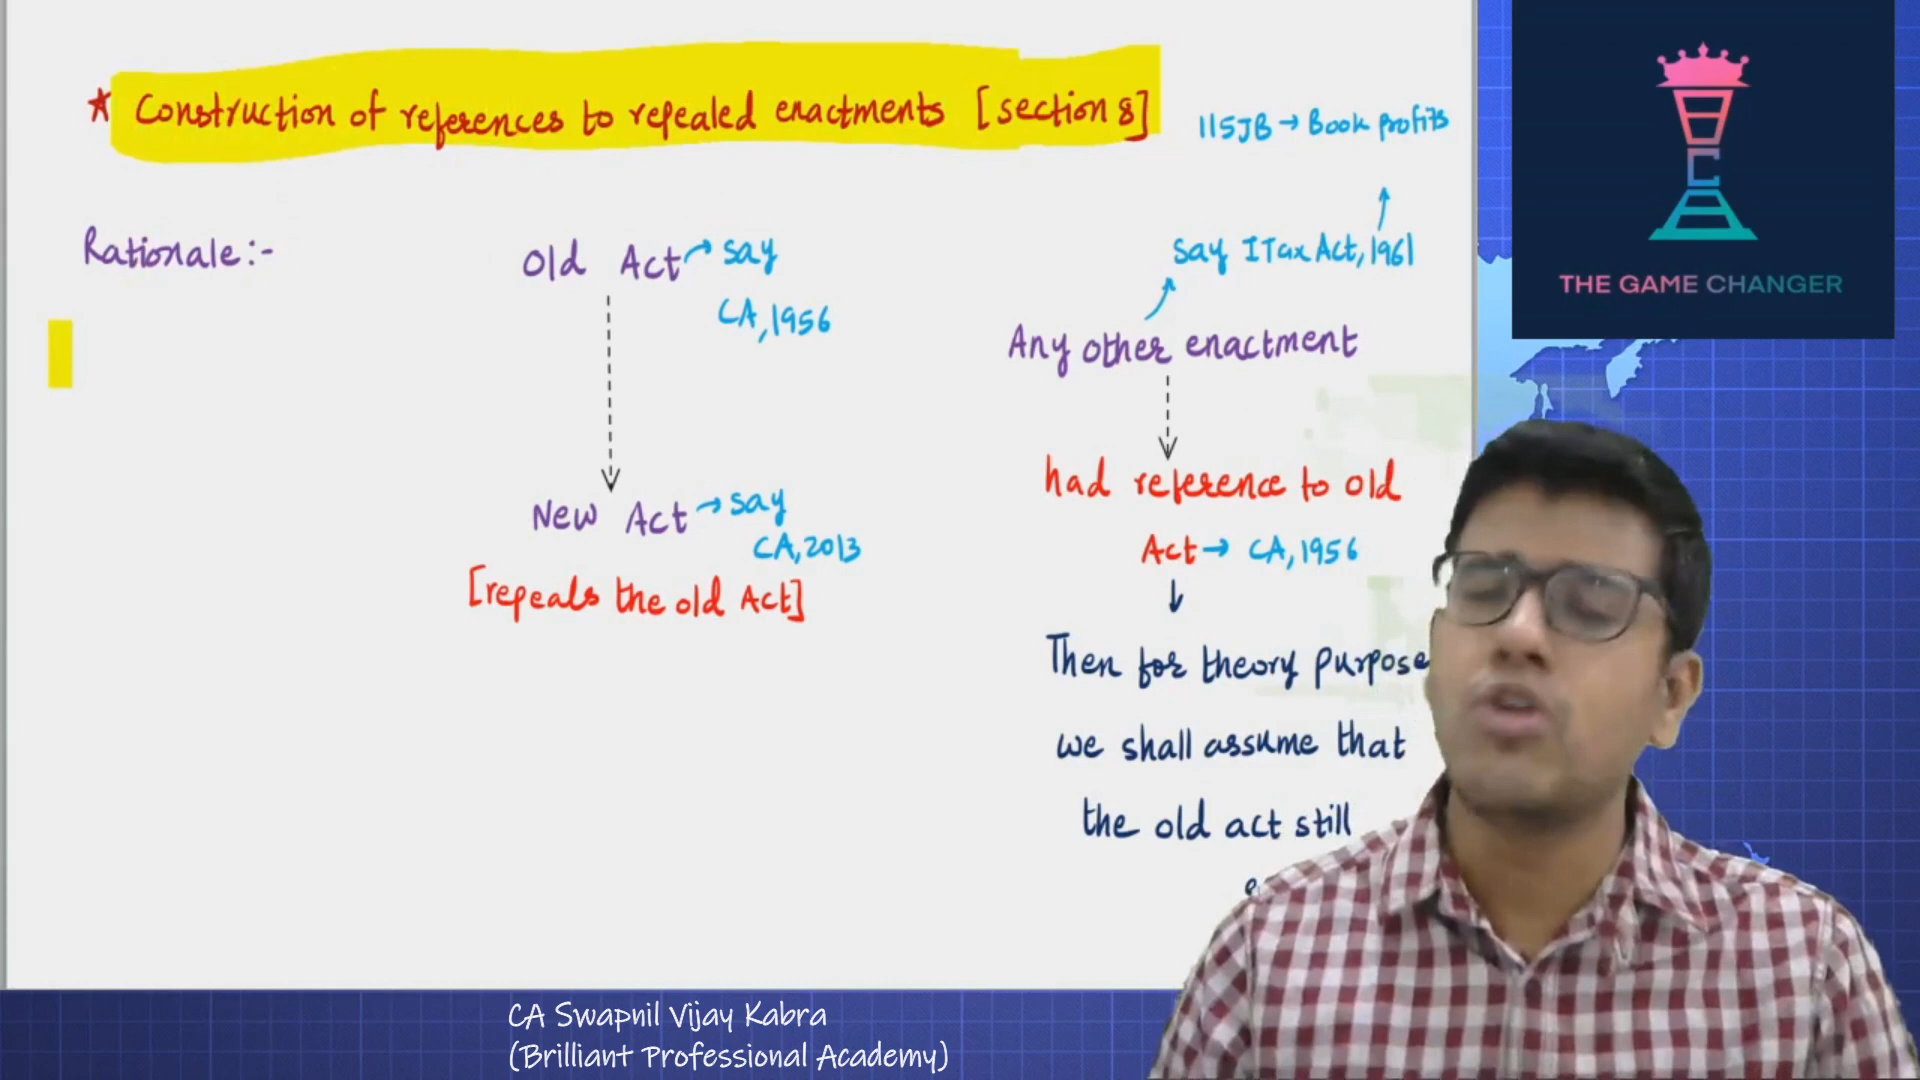 ★ Construction of references to repealed enactments [section 8]
115JB → Book profits
Rationale:-
Old Act → say
CA, 1956
New Act → say
CA, 2013
[repeals the old Act]
say ITax Act, 1961
Any other enactment
had reference to old
Act → CA, 1956
Then for theory purpose
we shall assume that
the old act still
THE GAME CHANGER
CA Swapnil Vijay Kabra
(Brilliant Professional Academy)